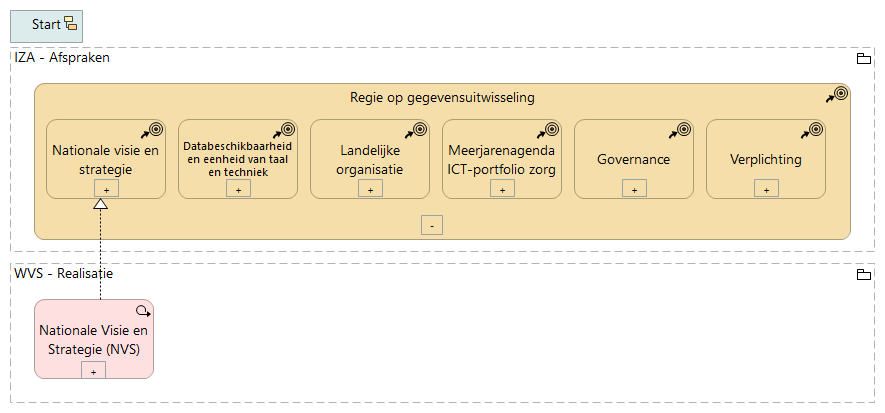 Start
IZA - Afspraken
Regie op gegevensuitwisseling
Nationale visie en
strategie
+
Databeschikbaarheid
en eenheid van taal
en techniek
+
Landelijke
organisatie
+
Meerjarenagenda
ICT-portfolio zorg
+
Governance
+
Verplichting
+
-
WVS - Realisatie
Nationale Visie en
Strategie (NVS)
+